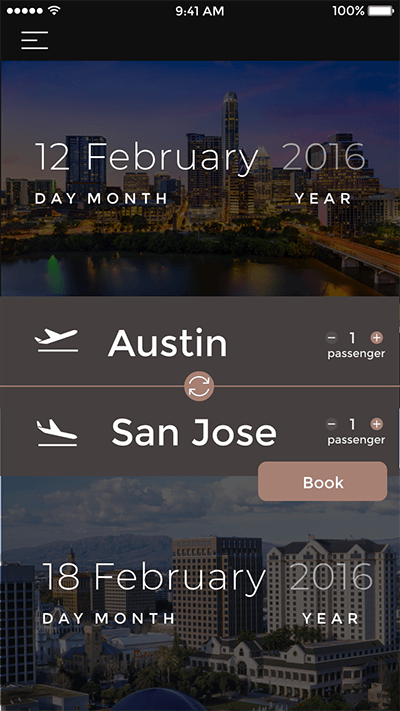 9:41 AM 100%
12 February 2016
DAY MONTH YEAR
Austin
1
passenger
San Jose
1
passenger
Book
18 February 2016
DAY MONTH YEAR